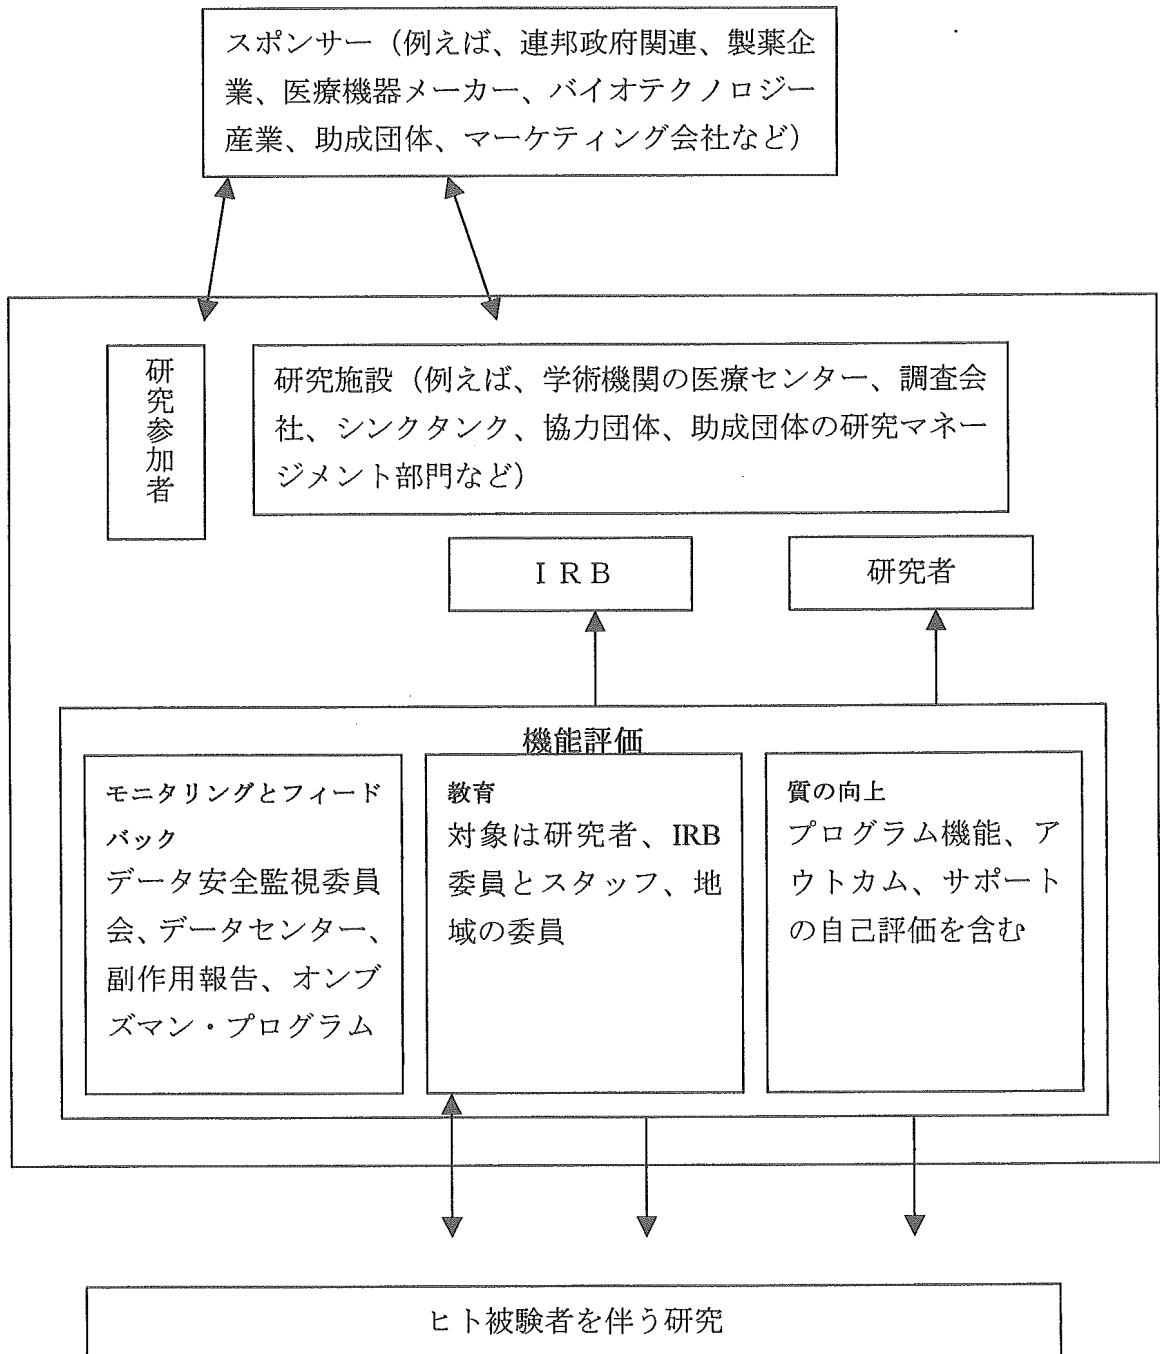 スポンサー（例えば、連邦政府関連、製薬企
業、医療機器メーカー、バイオテクノロジー
産業、助成団体、マーケティング会社など）
研究参加者
研究施設（例えば、学術機関の医療センター、調査会
社、シンクタンク、協力団体、助成団体の研究マネー
ジメント部門など）
ＩＲＢ
研究者
機能評価
モニタリングとフィード
バック
データ安全監視委員
会、データセンター、
副作用報告、オンブ
ズマン・プログラム
教育
対象は研究者、IRB
委員とスタッフ、地
域の委員
質の向上
プログラム機能、ア
ウトカム、サポート
の自己評価を含む
ヒト被験者を伴う研究